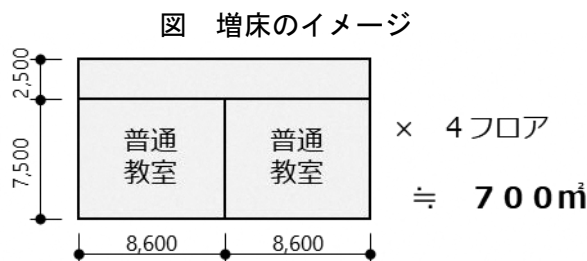 図　増床のイメージ
2,500
7,500
普通
教室
普通
教室
×　４フロア
≒　７００㎡
8,600
8,600